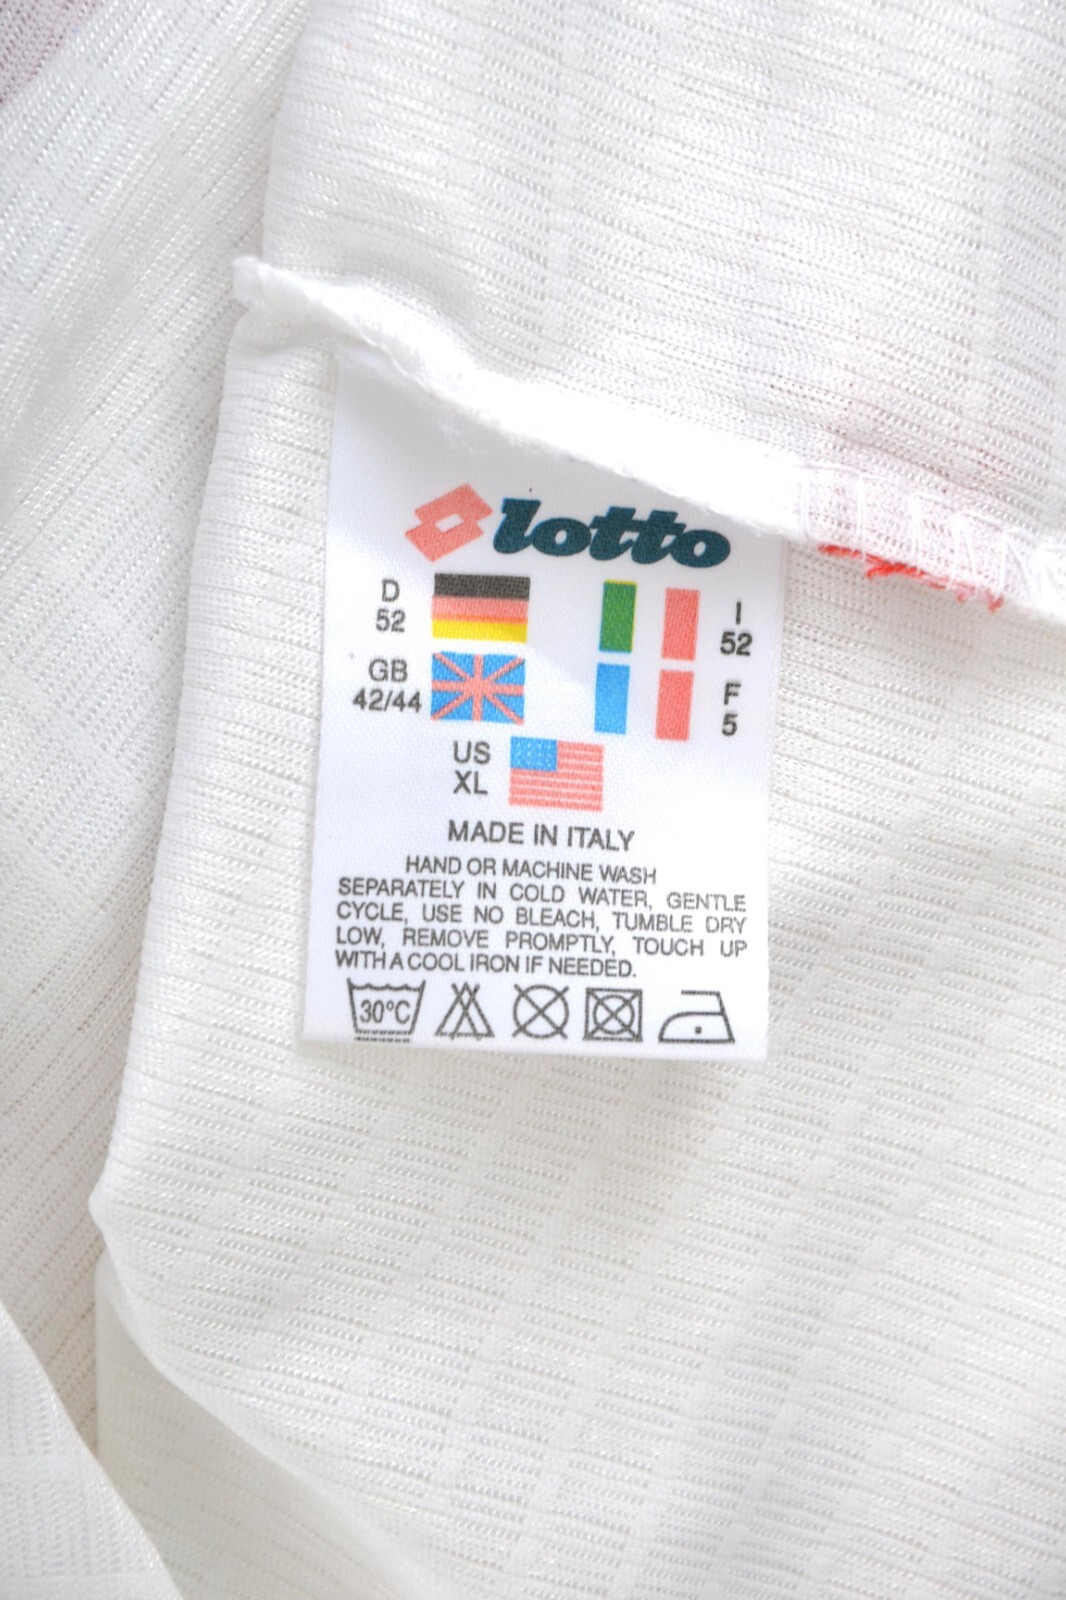 lotto
D
52
I
52
GB
42/44
F
5
US
XL
MADE IN ITALY
HAND OR MACHINE WASH
SEPARATELY IN COLD WATER, GENTLE
CYCLE, USE NO BLEACH, TUMBLE DRY
LOW, REMOVE PROMPTLY, TOUCH UP
WITH A COOL IRON IF NEEDED.
30°C